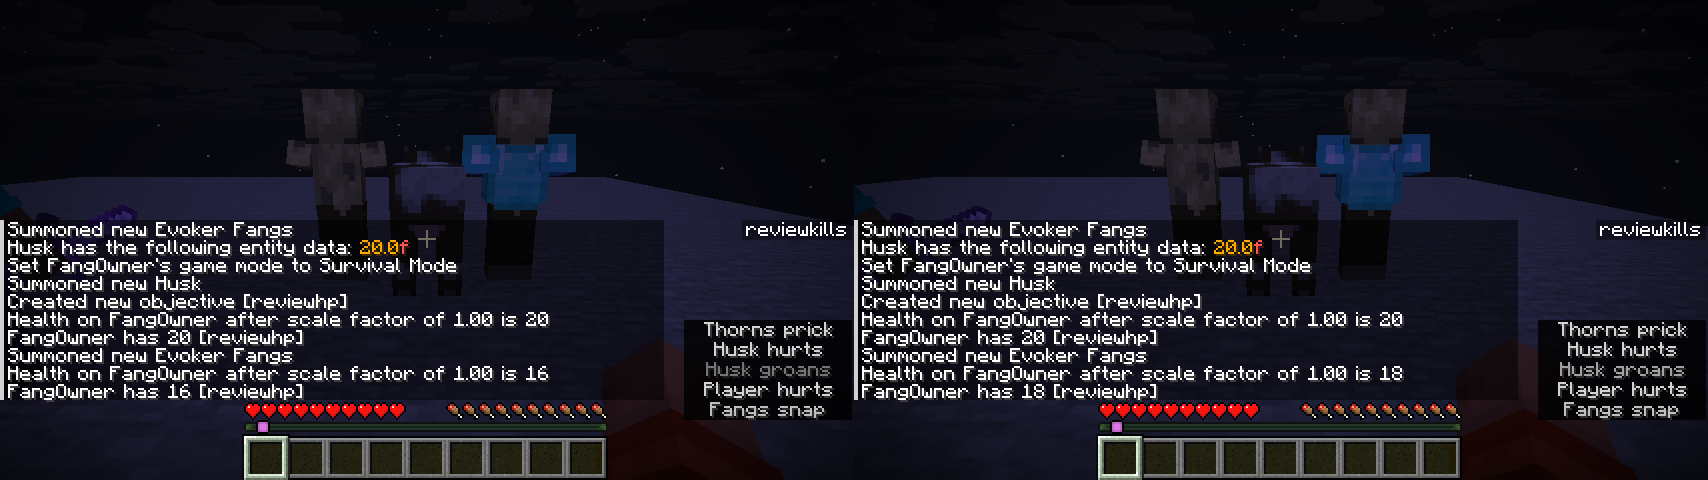 Summoned new Evoker Fangs
Husk has the following entity data: 20.0f
Set FangOwner's game mode to Survival Mode
Summoned new Husk
Created new objective [reviewhp]
Health on FangOwner after scale factor of 1.00 is 20
FangOwner has 20 [reviewhp]
Summoned new Evoker Fangs
Health on FangOwner after scale factor of 1.00 is 16
FangOwner has 16 [reviewhp]
reviewkills
Thorns prick
Husk hurts
Husk groans
Player hurts
Fangs snap
Summoned new Evoker Fangs
Husk has the following entity data: 20.0f
Set FangOwner's game mode to Survival Mode
Summoned new Husk
Created new objective [reviewhp]
Health on FangOwner after scale factor of 1.00 is 20
FangOwner has 20 [reviewhp]
Summoned new Evoker Fangs
Health on FangOwner after scale factor of 1.00 is 18
FangOwner has 18 [reviewhp]
reviewkills
Thorns prick
Husk hurts
Husk groans
Player hurts
Fangs snap